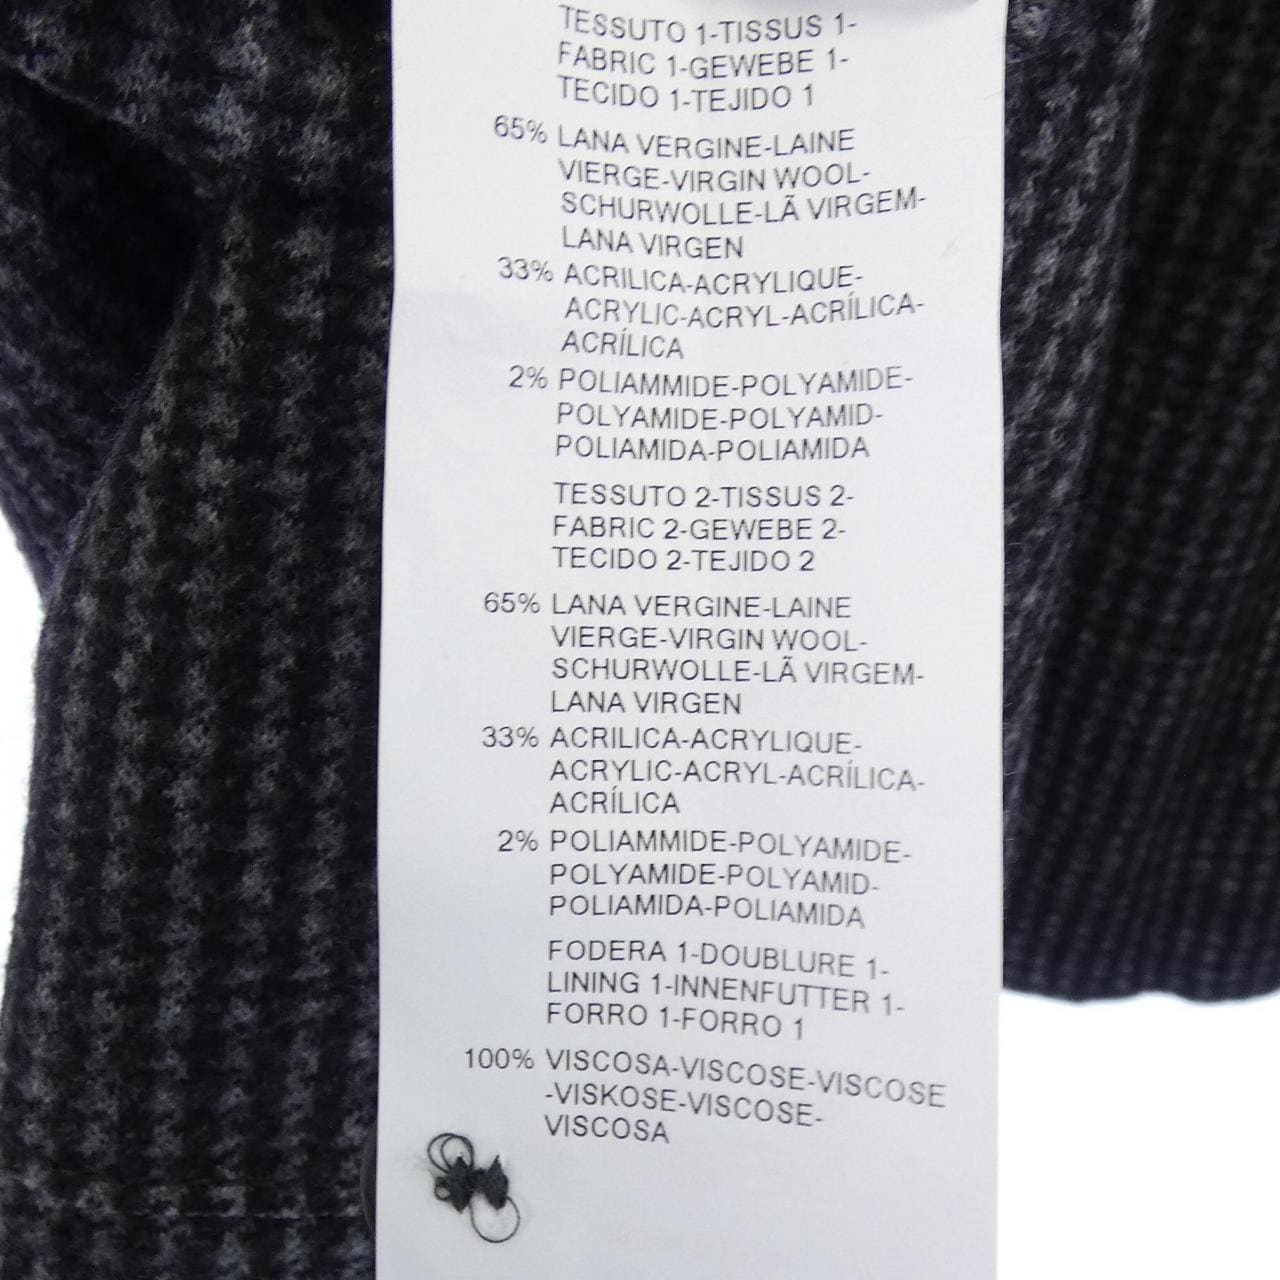 TESSUTO 1-TISSUS 1-
FABRIC 1-GEWEBE 1-
TECIDO 1-TEJIDO 1
65% LANA VERGINE-LAINE
VIERGE-VIRGIN WOOL-
SCHURWOLLE-LÃ VIRGEM-
LANA VIRGEN
33% ACRILICA-ACRYLIQUE-
ACRYLIC-ACRYL-ACRÍLICA-
ACRÍLICA
2% POLIAMMIDE-POLYAMIDE-
POLYAMIDE-POLYAMID-
POLIAMIDA-POLIAMIDA
TESSUTO 2-TISSUS 2-
FABRIC 2-GEWEBE 2-
TECIDO 2-TEJIDO 2
65% LANA VERGINE-LAINE
VIERGE-VIRGIN WOOL-
SCHURWOLLE-LÃ VIRGEM-
LANA VIRGEN
33% ACRILICA-ACRYLIQUE-
ACRYLIC-ACRYL-ACRÍLICA-
ACRÍLICA
2% POLIAMMIDE-POLYAMIDE-
POLYAMIDE-POLYAMID-
POLIAMIDA-POLIAMIDA
FODERA 1-DOUBLURE 1-
LINING 1-INNENFUTTER 1-
FORRO 1-FORRO 1
100% VISCOSA-VISCOSE-VISCOSE
-VISKOSE-VISCOSE-
VISCOSA